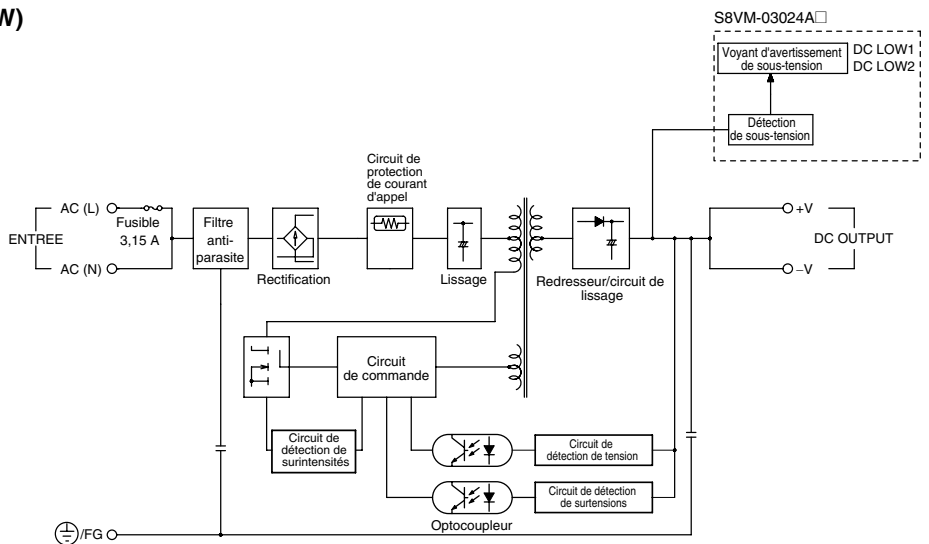 W)
S8VM-03024A□
Voyant d'avertissement
de sous-tension
DC LOW1
DC LOW2
Détection
de sous-tension
Circuit de
protection
de courant
d'appel
AC (L)
Fusible
3,15 A
ENTREE
AC (N)
Filtre
anti-
parasite
Rectification
Lissage
Redresseur/circuit de
lissage
+V
DC OUTPUT
–V
Circuit
de commande
Circuit de
détection de
surintensités
Circuit de
détection de tension
Circuit de détection
de surtensions
Optocoupleur
/FG